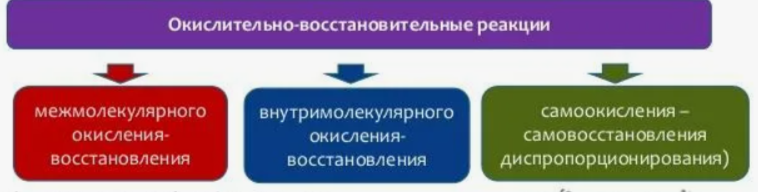 Окислительно-восстановительные реакции
межмолекулярного
окисления-
восстановления
внутримолекулярного
окисления-
восстановления
самоокисления –
самовосстановления
диспропорционирования)